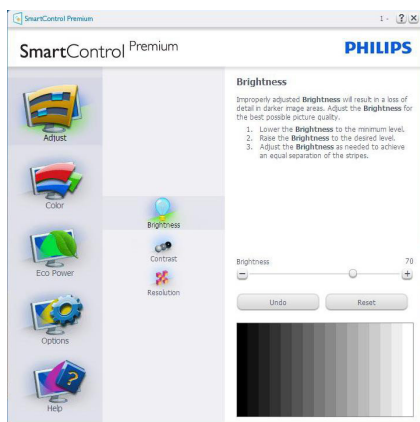 SmartControl Premium
1 - ? X
SmartControl Premium
PHILIPS
Adjust
Color
Eco Power
Options
Help
Brightness
Contrast
Resolution
Brightness
Improperly adjusted Brightness will result in a loss of
detail in darker image areas. Adjust the Brightness for
the best possible picture quality.
1. Lower the Brightness to the minimum level.
2. Raise the Brightness to the desired level.
3. Adjust the Brightness as needed to achieve
an equal separation of the stripes.
Brightness 70
Undo Reset